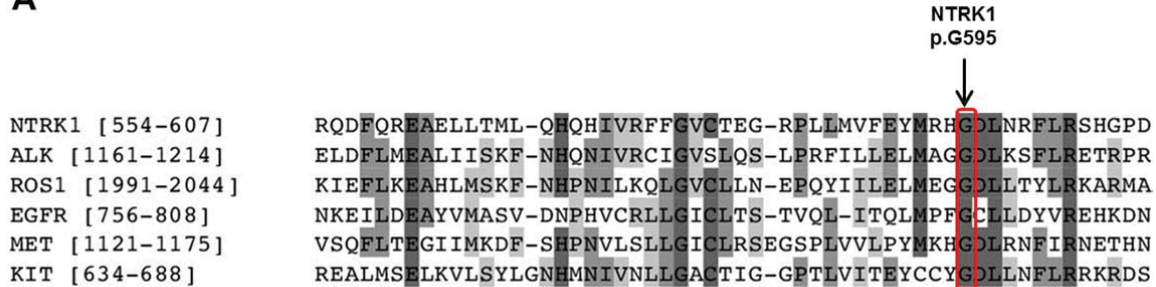 A
NTRK1
p.G595
NTRK1 [554-607] RQDFQREAELLTML-QHQHIVRFFGVCTEG-RPLLMVFEYMRHGDLNRFLRSHGPD
ALK [1161-1214] ELDFLMEALIISKF-NHQNIVRCIGVSLQS-LPRFILLELMAGGDLKSFLRETRPR
ROS1 [1991-2044] KIEFLKEAHLMSKF-NHPNILKQLGVCLLN-EPQYIILELMEGGDLLTYLRKARMA
EGFR [756-808] NKEILDEAYVMASV-DNPHVCRLLGICLTS-TVQL-ITQLMPFGCLLDYVREHKDN
MET [1121-1175] VSQFLTEGIIMKDF-SHPNVLSLLGICLRSEGSPLVVLPYMKHGDLRNFIRNETHN
KIT [634-688] REALMSELKVLSYLGNHMNIVNLLGACTIG-GPTLVITEYCCYGDLLNFLRRKRDS